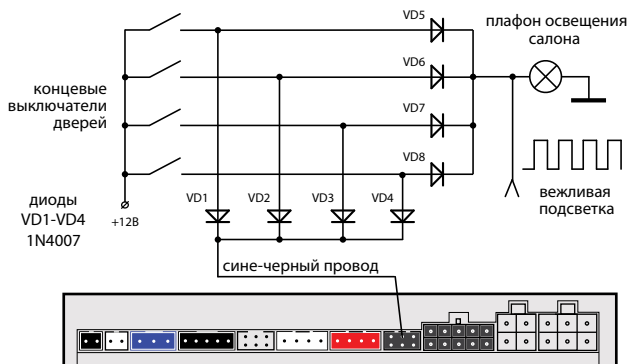 VD5
плафон освещения
салона
VD6
концевые
выключатели
дверей
VD7
VD8
вежливая
подсветка
диоды
VD1-VD4
1N4007
+12В
VD1
VD2
VD3
VD4
сине-черный провод